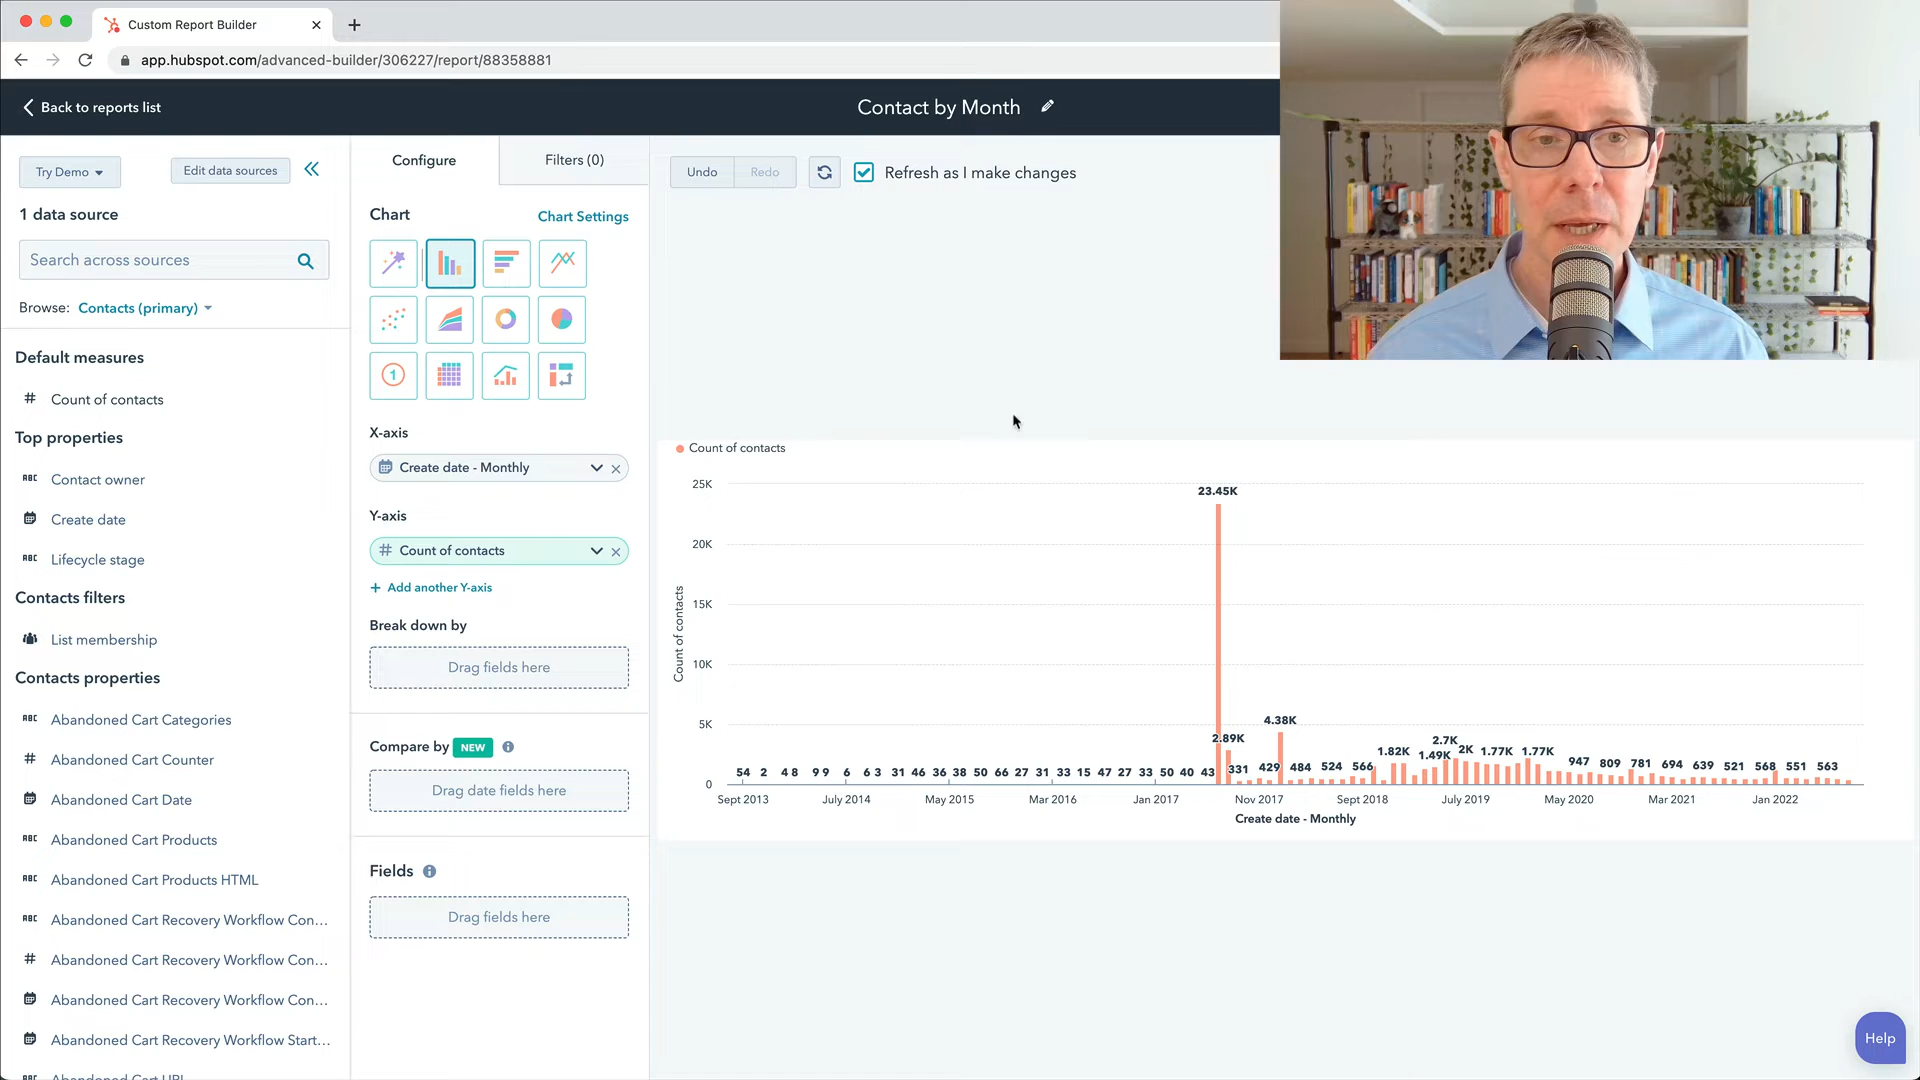 Custom Report Builder
app.hubspot.com/advanced-builder/306227/report/88358881
Back to reports list
Contact by Month
Try Demo
Edit data sources
1 data source
Search across sources
Browse: Contacts (primary)
Default measures
# Count of contacts
Top properties
ABC Contact owner
Create date
ABC Lifecycle stage
Contacts filters
List membership
Contacts properties
ABC Abandoned Cart Categories
# Abandoned Cart Counter
Abandoned Cart Date
ABC Abandoned Cart Products
ABC Abandoned Cart Products HTML
ABC Abandoned Cart Recovery Workflow Con...
# Abandoned Cart Recovery Workflow Con...
Abandoned Cart Recovery Workflow Con...
Abandoned Cart Recovery Workflow Start...
ABC Abandoned Cart URL
Configure
Filters (0)
Chart
Chart Settings
1
X-axis
Create date - Monthly
Y-axis
# Count of contacts
+ Add another Y-axis
Break down by
Drag fields here
Compare by NEW
Drag date fields here
Fields
Drag fields here
Undo
Redo
Refresh as I make changes
Count of contacts
25K
20K
15K
10K
5K
0
Count of contacts
23.45K
4.38K
2.89K
2.7K
2K
1.82K
1.49K
1.77K
1.77K
54 2 4 8 9 9 6 6 3 31 46 36 38 50 66 27 31 33 15 47 27 33 50 40 43 331 429 484 524 566 947 809 781 694 639 521 568 551 563
Sept 2013 July 2014 May 2015 Mar 2016 Jan 2017 Nov 2017 Sept 2018 July 2019 May 2020 Mar 2021 Jan 2022
Create date - Monthly
Help